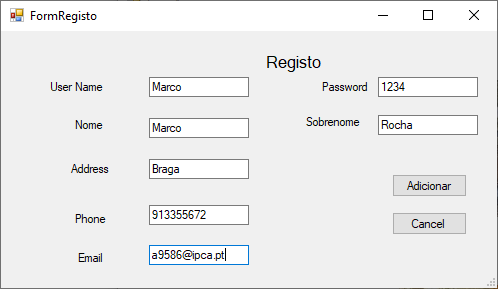 FormRegisto
Registo
User Name Marco Password 1234
Nome Marco Sobrenome Rocha
Address Braga
Adicionar
Phone 913355672
Cancel
Email a9586@ipca.pt